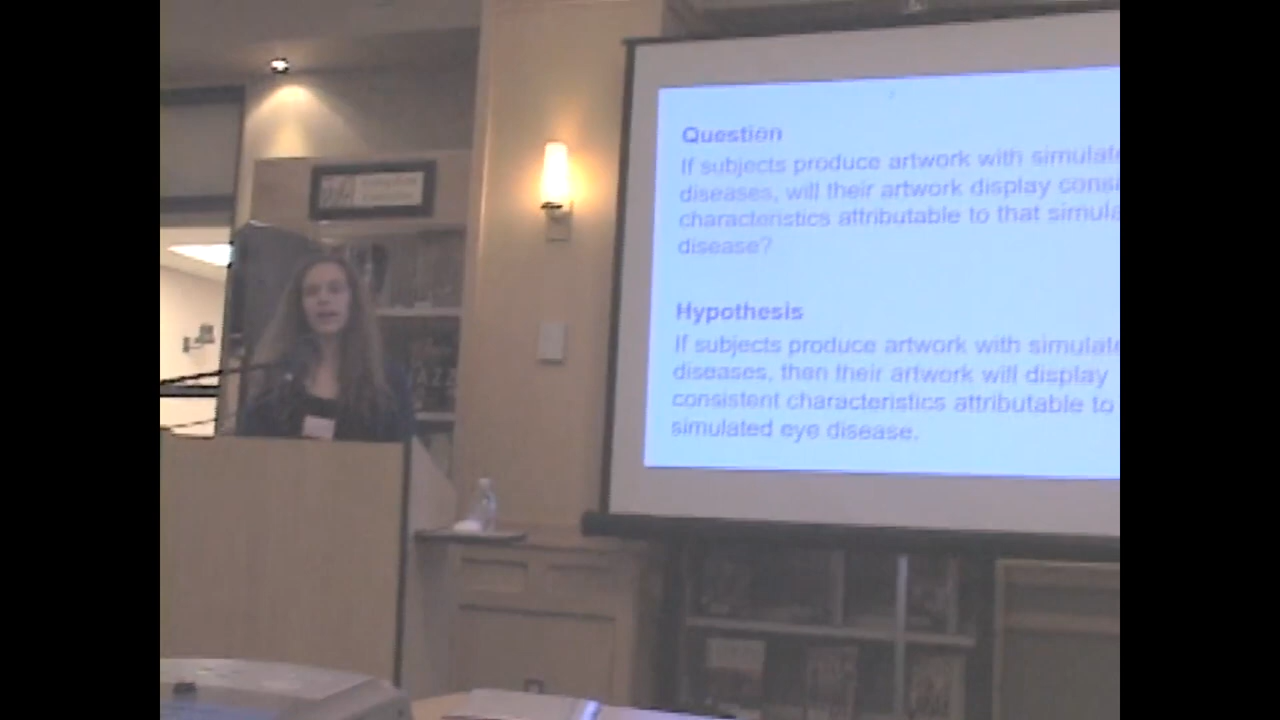 Question
If subjects produce artwork with simulate
diseases, will their artwork display consi
characteristics attributable to that simula
disease?
Hypothesis
If subjects produce artwork with simulate
diseases, then their artwork will display
consistent characteristics attributable to
simulated eye disease.